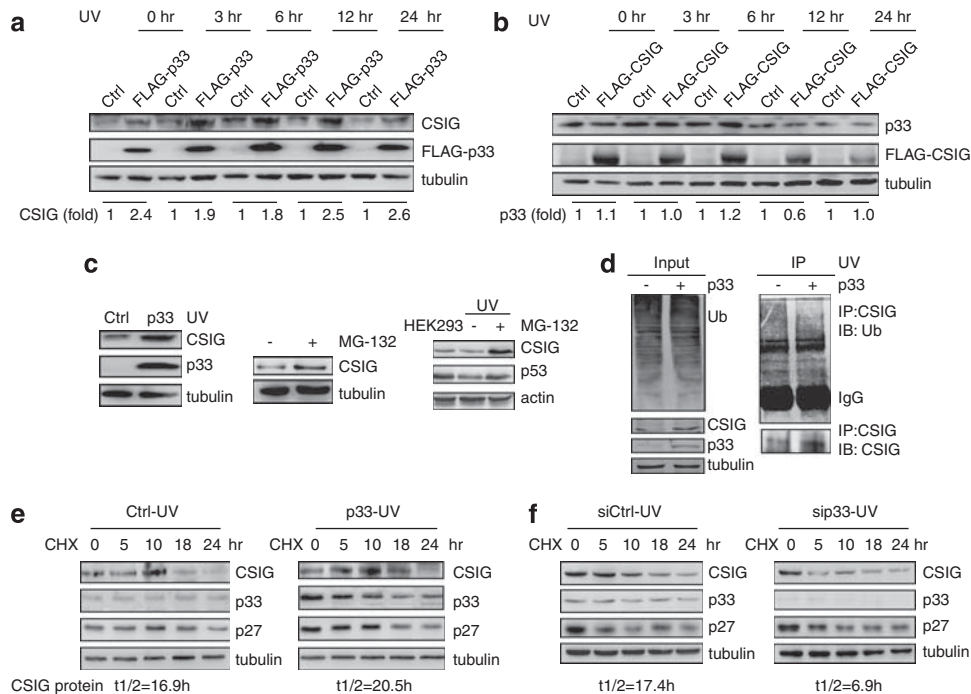 a
UV 0 hr 3 hr 6 hr 12 hr 24 hr
Ctrl FLAG-p33 Ctrl FLAG-p33 Ctrl FLAG-p33 Ctrl FLAG-p33 Ctrl FLAG-p33
CSIG
FLAG-p33
tubulin
CSIG (fold) 1 2.4 1 1.9 1 1.8 1 2.5 1 2.6
b
UV 0 hr 3 hr 6 hr 12 hr 24 hr
Ctrl FLAG-CSIG Ctrl FLAG-CSIG Ctrl FLAG-CSIG Ctrl FLAG-CSIG Ctrl FLAG-CSIG
p33
FLAG-CSIG
tubulin
p33 (fold) 1 1.1 1 1.0 1 1.2 1 0.6 1 1.0
c
Ctrl p33 UV
CSIG
p33
tubulin
- + MG-132
CSIG
tubulin
UV
HEK293 - + MG-132
CSIG
p53
actin
d
Input IP UV
- + p33 - + p33
Ub
CSIG
p33
tubulin
IP:CSIG
IB: Ub
IgG
IP:CSIG
IB: CSIG
e
Ctrl-UV p33-UV
CHX 0 5 10 18 24 hr 0 5 10 18 24 hr
CSIG CSIG
p33 p33
p27 p27
tubulin tubulin
CSIG protein t1/2=16.9h t1/2=20.5h
f
siCtrl-UV sip33-UV
CHX 0 5 10 18 24 hr CHX 0 5 10 18 24 hr
CSIG CSIG
p33 p33
p27 p27
tubulin tubulin
t1/2=17.4h t1/2=6.9h